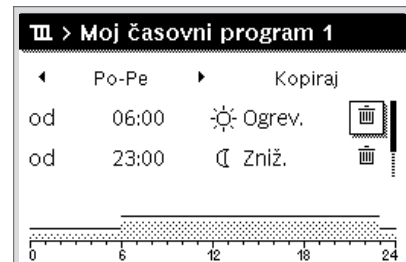 > Moj časovni program 1
Po-Pe Kopiraj
od 06:00 Ogrev.
od 23:00 Zniž.
0 6 12 18 24